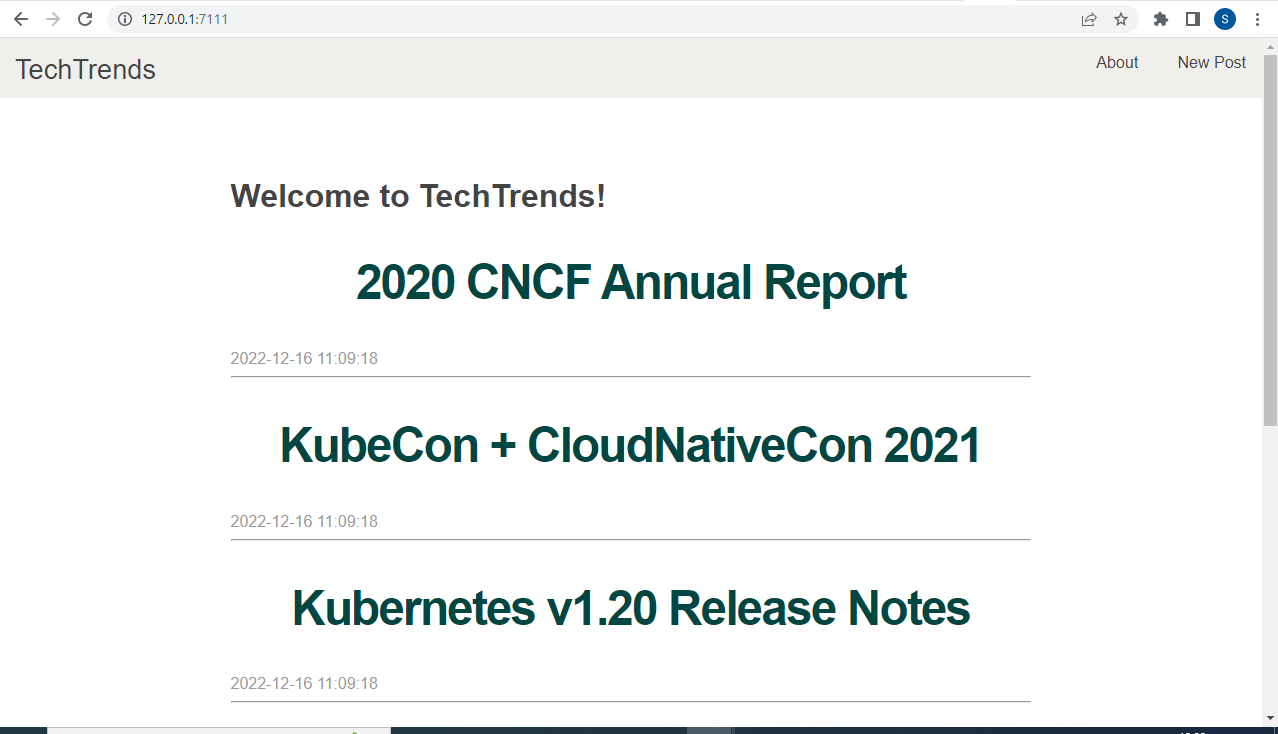 127.0.0.1:7111
S
TechTrends
About New Post
Welcome to TechTrends!
2020 CNCF Annual Report
2022-12-16 11:09:18
KubeCon + CloudNativeCon 2021
2022-12-16 11:09:18
Kubernetes v1.20 Release Notes
2022-12-16 11:09:18